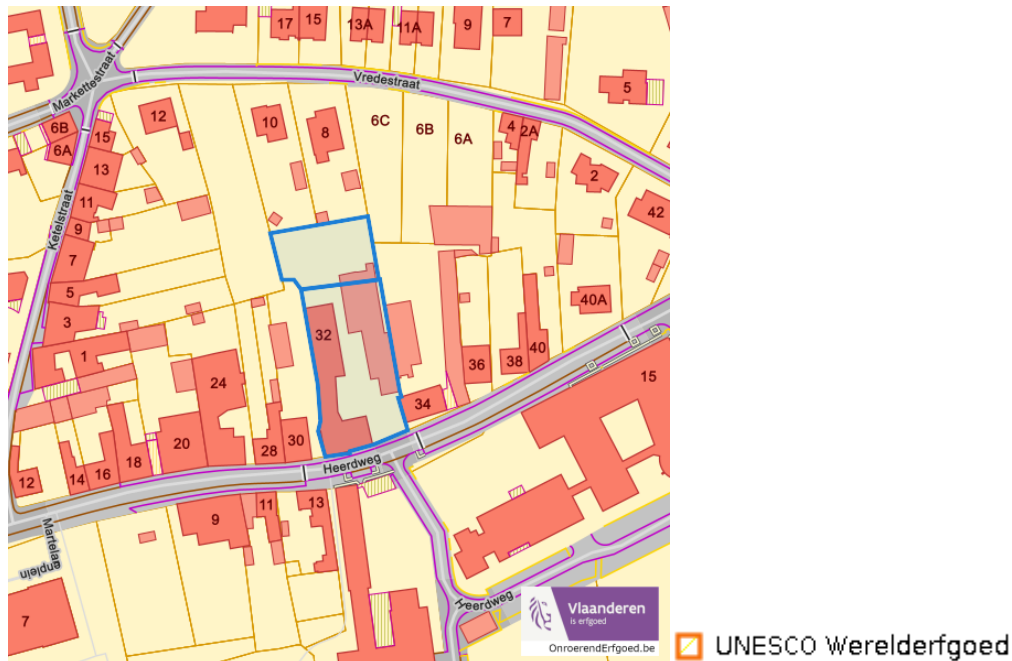 17
15
13A
11A
9
7
5
Markettestraat
Vredestraat
6B
6A
15
12
10
8
6C
6B
6A
4
2A
2
42
13
11
9
7
5
3
1
Ketelstraat
32
24
20
18
16
14
12
28
30
34
36
38
40
40A
15
Heerdweg
9
11
13
Martelaenplein
7
Heerdweg
Vlaanderen
is erfgoed
OnroerendErfgoed.be
UNESCO Werelderfgoed